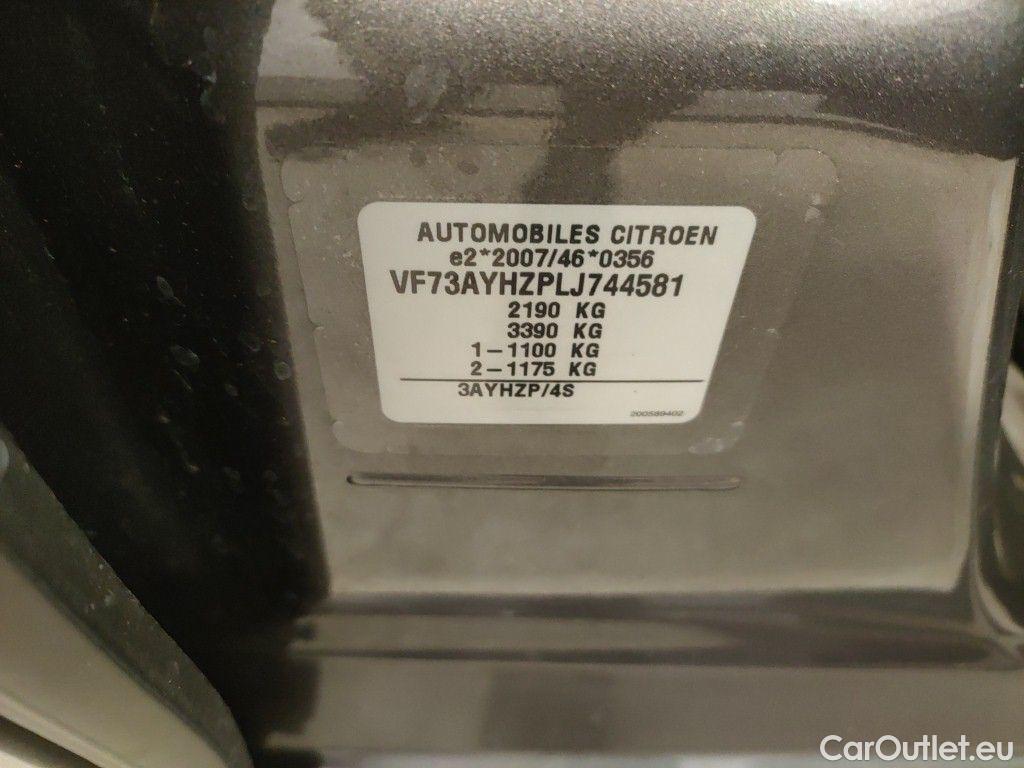 AUTOMOBILES CITROEN
e2*2007/46*0356
VF73AYHZPLJ744581
2190 KG
3390 KG
1-1100 KG
2-1175 KG
3AYHZP/4S
200589402
CarOutlet.eu